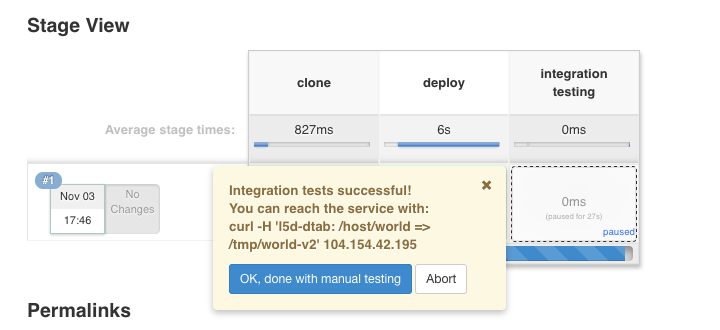 Stage View
clone
deploy
integration
testing
Average stage times:
827ms
6s
0ms
#1
Nov 03
17:46
No
Changes
Integration tests successful!
You can reach the service with:
curl -H 'l5d-dtab: /host/world =>
/tmp/world-v2' 104.154.42.195
OK, done with manual testing
Abort
0ms
(paused for 27s)
paused
Permalinks